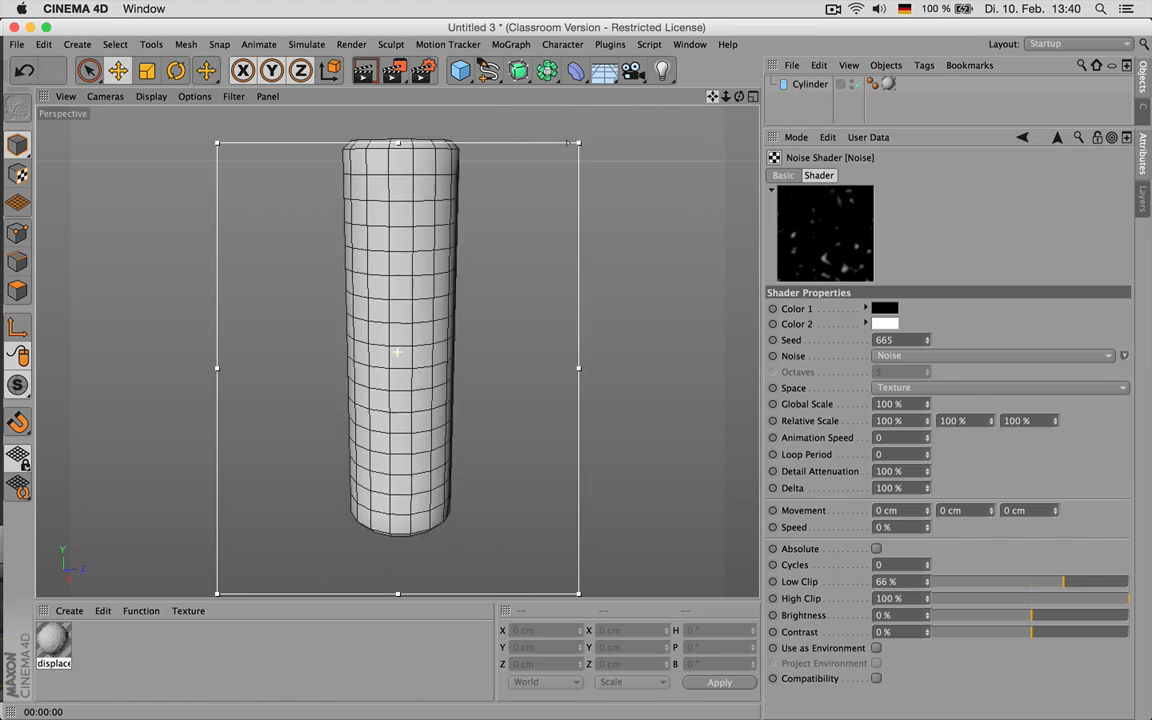 CINEMA 4D Window 100 % Di. 10. Feb. 13:40
Untitled 3 * (Classroom Version - Restricted License)
File Edit Create Select Tools Mesh Snap Animate Simulate Render Sculpt Motion Tracker MoGraph Character Plugins Script Window Help Layout: Startup
X Y Z
File Edit View Objects Tags Bookmarks
Cylinder
View Cameras Display Options Filter Panel
Perspective
Mode Edit User Data
Noise Shader [Noise]
Basic Shader
Shader Properties
Color 1
Color 2
Seed 665
Noise Noise
Octaves 5
Space Texture
Global Scale 100 %
Relative Scale 100 % 100 % 100 %
Animation Speed 0
Loop Period 0
Detail Attenuation 100 %
Delta 100 %
Movement 0 cm 0 cm 0 cm
Speed 0 %
Absolute
Cycles 0
Low Clip 66 %
High Clip 100 %
Brightness 0 %
Contrast 0 %
Use as Environment
Project Environment
Compatibility
Objects
C
Attributes
Layers
S
Y
Z
X
Create Edit Function Texture
displace
-- -- --
X 0 cm X 0 cm H 0 °
Y 0 cm Y 0 cm P 0 °
Z 0 cm Z 0 cm B 0 °
World Scale Apply
MAXON
CINEMA 4D
00:00:00